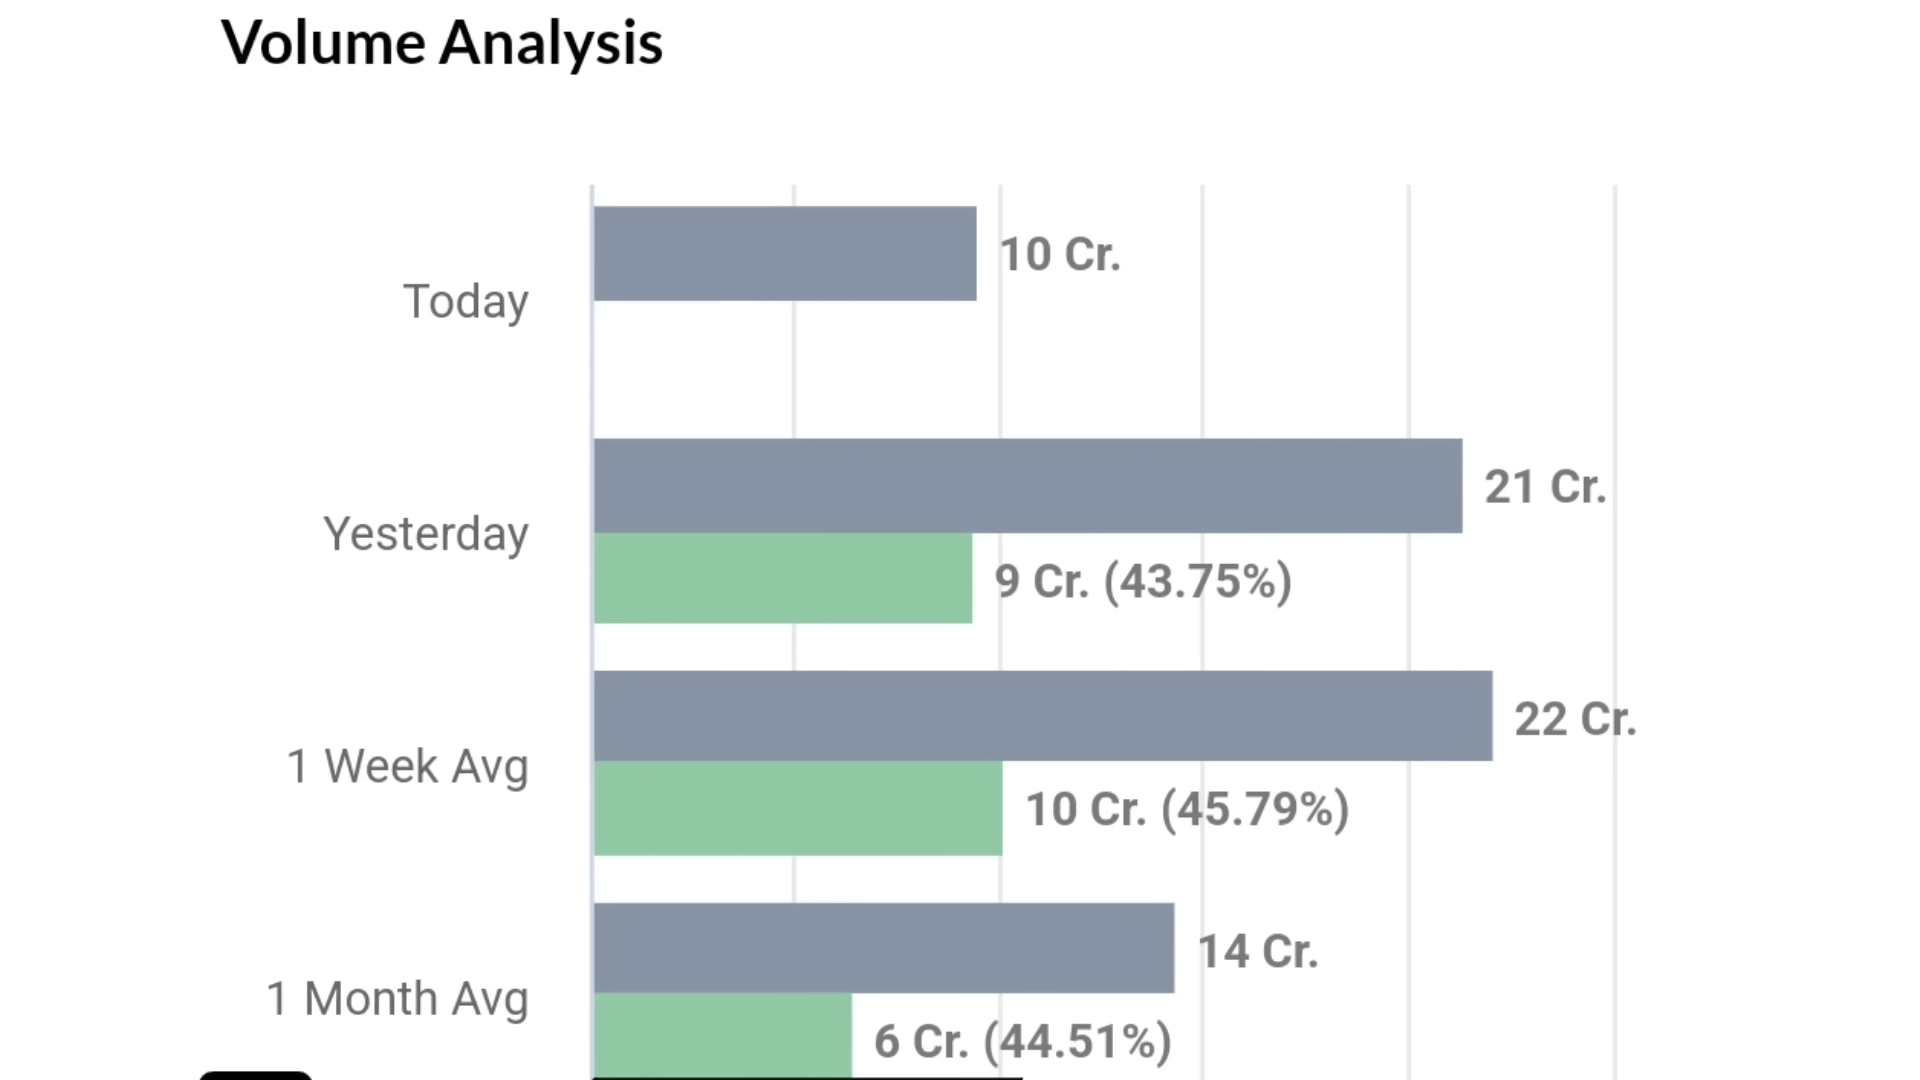 Volume Analysis
Today
10 Cr.
Yesterday
21 Cr.
9 Cr. (43.75%)
1 Week Avg
22 Cr.
10 Cr. (45.79%)
1 Month Avg
14 Cr.
6 Cr. (44.51%)